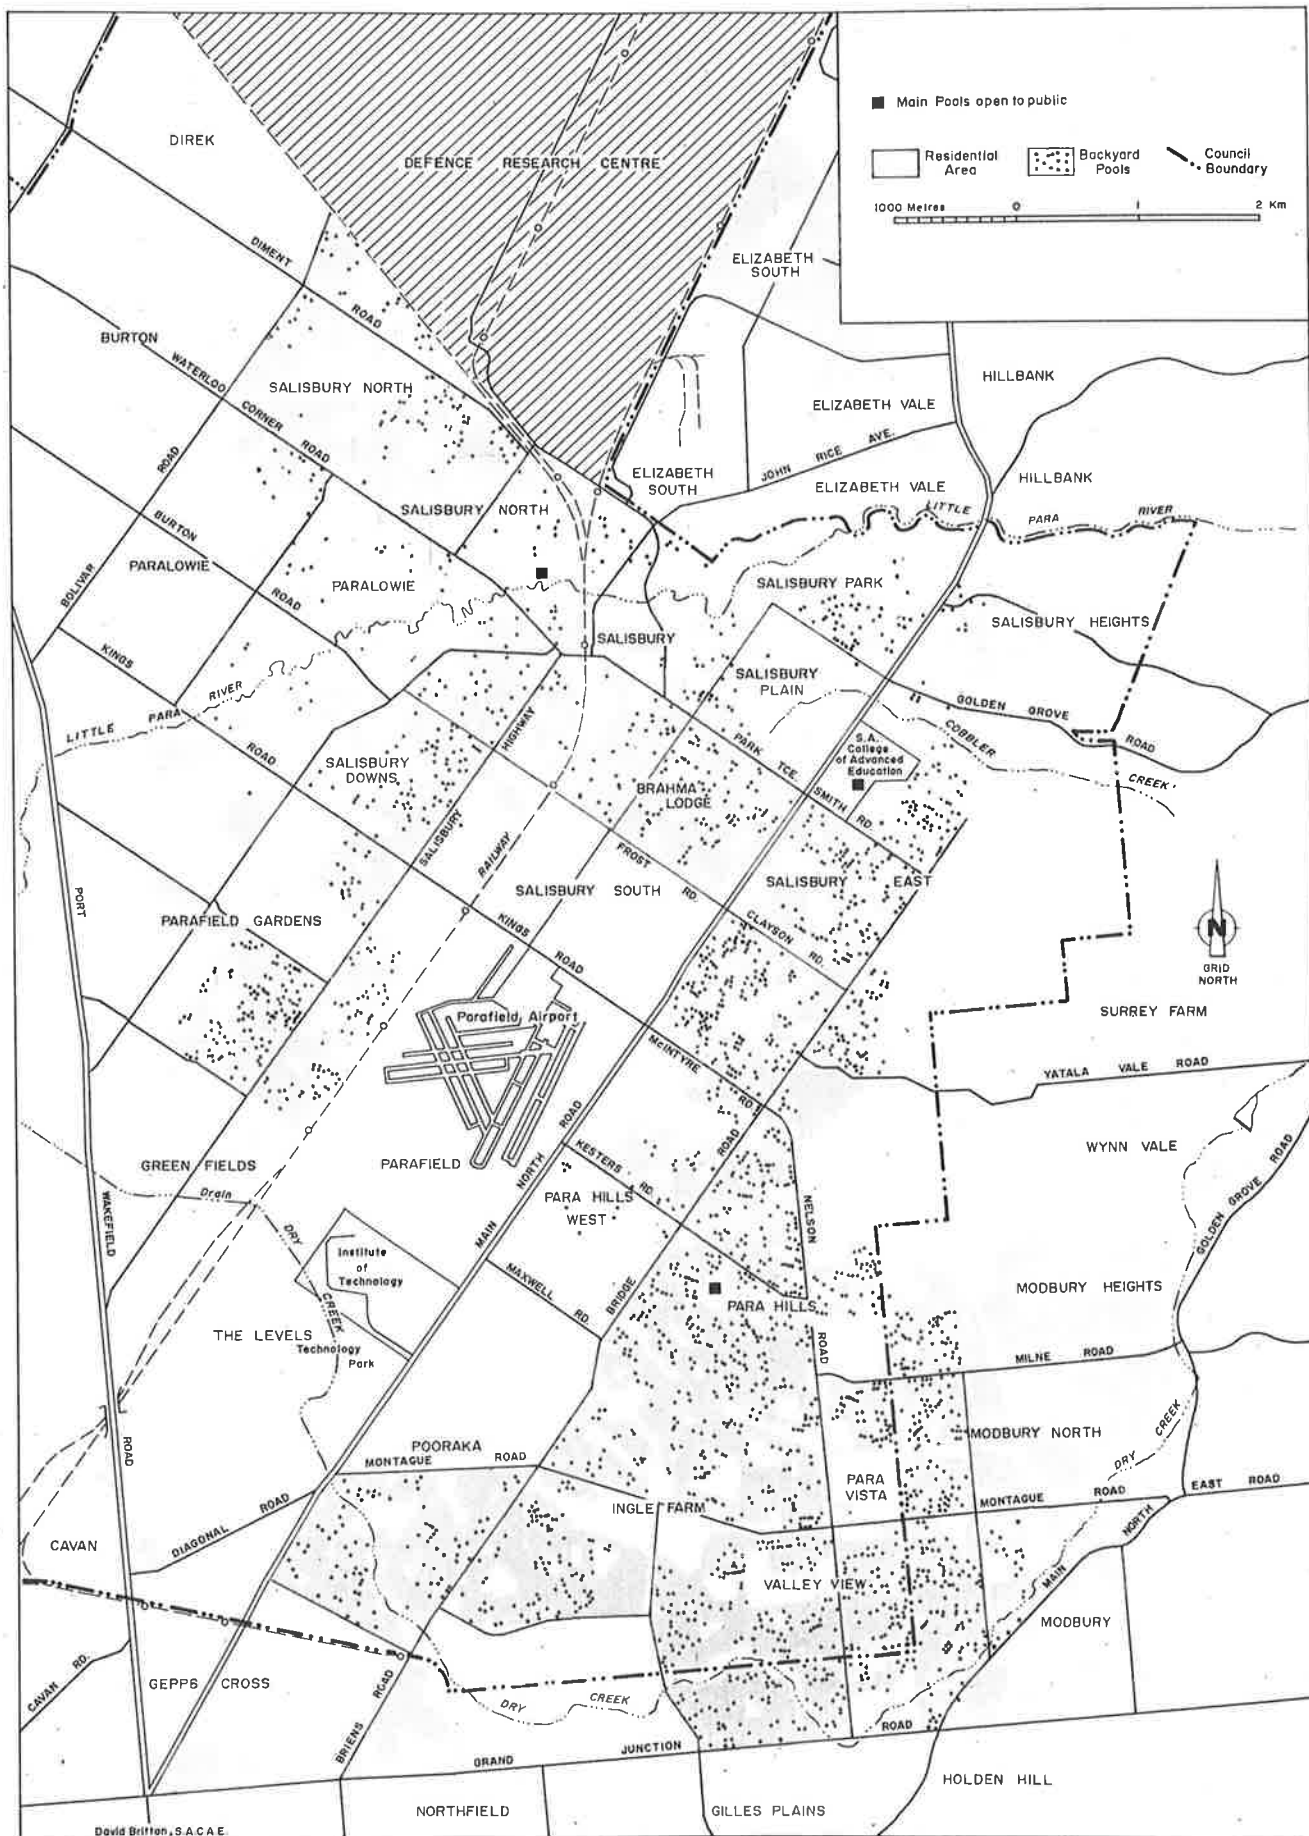 Main Pools open to public
Residential
Area
Backyard
Pools
Council
Boundary
1000 Metres
0
1
2 Km
DIREK
DEFENCE RESEARCH CENTRE
ELIZABETH
SOUTH
DIMENT
ROAD
BURTON
WATERLOO
CORNER
ROAD
SALISBURY NORTH
HILLBANK
ELIZABETH VALE
JOHN RICE AVE.
ELIZABETH
SOUTH
ELIZABETH VALE
HILLBANK
LITTLE
PARA
RIVER
SALISBURY NORTH
ROAD
BOLIVAR
BURTON
ROAD
PARALOWIE
PARALOWIE
SALISBURY PARK
SALISBURY HEIGHTS
SALISBURY
KINGS
ROAD
LITTLE PARA RIVER
SALISBURY
PLAIN
GOLDEN GROVE
ROAD
COBBLER
CREEK
S.A.
College
of Advanced
Education
PARK TCE.
SMITH RD.
HIGHWAY
SALISBURY
SALISBURY
DOWNS
BRAHMA
LODGE
RAILWAY
FROST
RD.
SALISBURY SOUTH
SALISBURY EAST
CLAYSON
RD.
PORT
WAKEFIELD
ROAD
PARAFIELD GARDENS
KINGS
ROAD
N
GRID
NORTH
Parafield Airport
SURREY FARM
McINTYRE
RD.
YATALA VALE ROAD
WYNN VALE
GOLDEN GROVE ROAD
GREEN FIELDS
Drain
PARAFIELD
MAIN
NORTH
ROAD
KESTERS
RD.
PARA HILLS
WEST
ROAD
BRIDGE
NELSON
ROAD
DRY
CREEK
Institute
of
Technology
MAXWELL
RD.
PARA HILLS
MODBURY HEIGHTS
THE LEVELS
Technology
Park
MILNE ROAD
MODBURY NORTH
DRY
CREEK
POORAKA
MONTAGUE ROAD
PARA
VISTA
MONTAGUE ROAD
INGLE FARM
EAST ROAD
NORTH
MAIN
DIAGONAL ROAD
CAVAN
VALLEY VIEW
MODBURY
CAVAN RD.
GEPPS CROSS
BRIENS
ROAD
DRY
CREEK
GRAND
JUNCTION
ROAD
HOLDEN HILL
NORTHFIELD
GILLES PLAINS
David Britton, S.A.C.A.E.